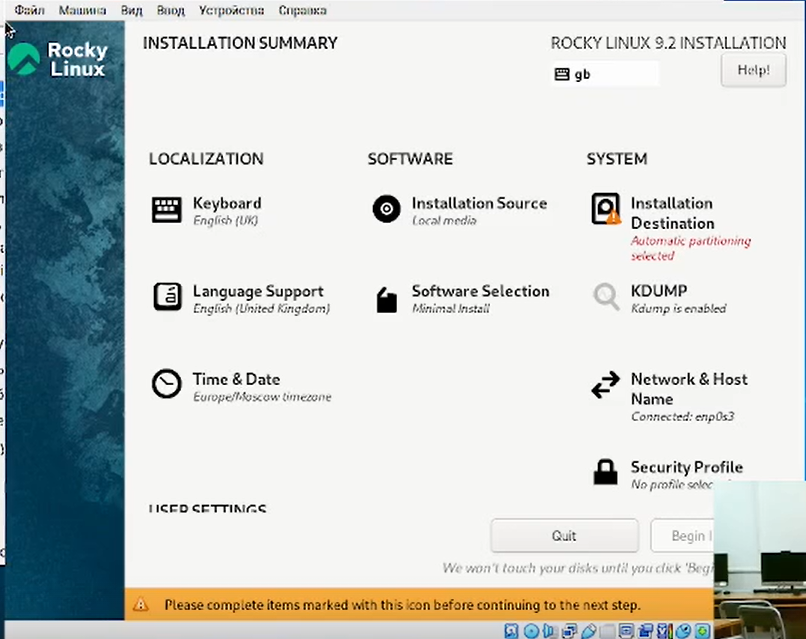 Файл Машина Вид Ввод Устройства Справка
Rocky
Linux
INSTALLATION SUMMARY
ROCKY LINUX 9.2 INSTALLATION
gb
Help!
LOCALIZATION
SOFTWARE
SYSTEM
Keyboard
English (UK)
Installation Source
Local media
Installation
Destination
Automatic partitioning
selected
Language Support
English (United Kingdom)
Software Selection
Minimal Install
KDUMP
Kdump is enabled
Time & Date
Europe/Moscow timezone
Network & Host
Name
Connected: enp0s3
Security Profile
No profile selec
USER SETTINGS
Quit
Begin I
We won't touch your disks until you click 'Begi
Please complete items marked with this icon before continuing to the next step.